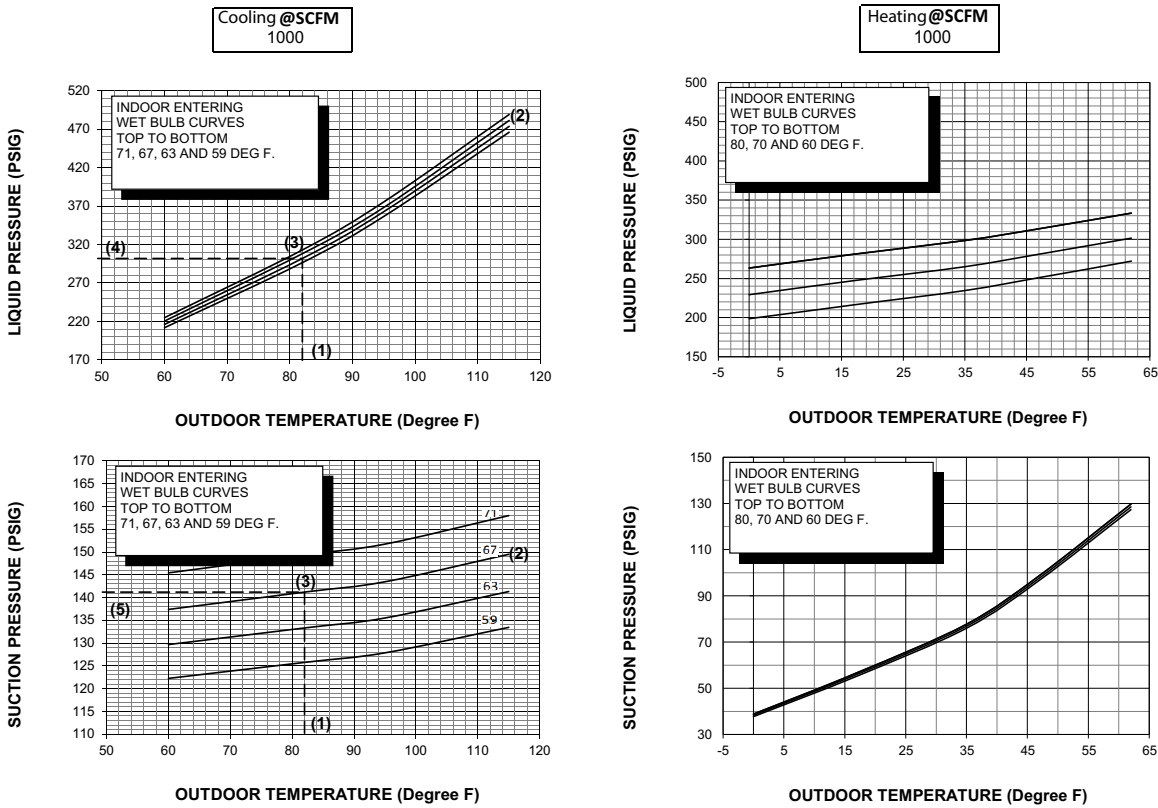 Cooling @SCFM
1000
Heating@SCFM
1000
INDOOR ENTERING
WET BULB CURVES
TOP TO BOTTOM
71, 67, 63 AND 59 DEG F.
520
470
420
370
320
270
220
170
50 60 70 80 90 100 110 120
(2)
(3)
(4)
(1)
LIQUID PRESSURE (PSIG)
OUTDOOR TEMPERATURE (Degree F)
INDOOR ENTERING
WET BULB CURVES
TOP TO BOTTOM
80, 70 AND 60 DEG F.
500
450
400
350
300
250
200
150
-5 5 15 25 35 45 55 65
LIQUID PRESSURE (PSIG)
OUTDOOR TEMPERATURE (Degree F)
INDOOR ENTERING
WET BULB CURVES
TOP TO BOTTOM
71, 67, 63 AND 59 DEG F.
170
165
160
155
150
145
140
135
130
125
120
115
110
50 60 70 80 90 100 110 120
71
67
(2)
63
59
(3)
(5)
(1)
SUCTION PRESSURE (PSIG)
OUTDOOR TEMPERATURE (Degree F)
INDOOR ENTERING
WET BULB CURVES
TOP TO BOTTOM
80, 70 AND 60 DEG F.
150
130
110
90
70
50
30
-5 5 15 25 35 45 55 65
SUCTION PRESSURE (PSIG)
OUTDOOR TEMPERATURE (Degree F)